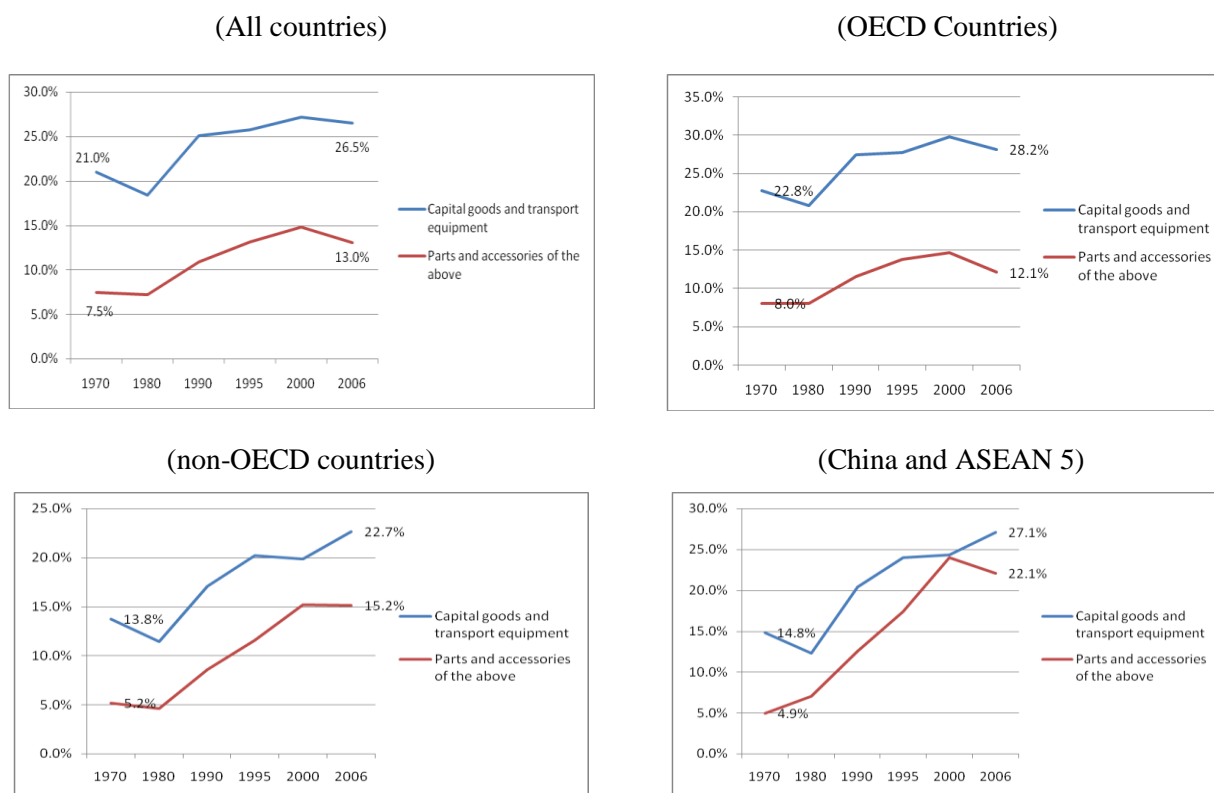 (All countries)
30.0%
25.0%
20.0%
15.0%
10.0%
5.0%
0.0%
21.0%
26.5%
7.5%
13.0%
1970 1980 1990 1995 2000 2006
Capital goods and transport
equipment
Parts and accessories of the
above
(OECD Countries)
35.0%
30.0%
25.0%
20.0%
15.0%
10.0%
5.0%
0.0%
22.8%
28.2%
8.0%
12.1%
1970 1980 1990 1995 2000 2006
Capital goods and
transport equipment
Parts and accessories
of the above
(non-OECD countries)
25.0%
20.0%
15.0%
10.0%
5.0%
0.0%
13.8%
22.7%
5.2%
15.2%
1970 1980 1990 1995 2000 2006
Capital goods and
transport equipment
Parts and accessories
of the above
(China and ASEAN 5)
30.0%
25.0%
20.0%
15.0%
10.0%
5.0%
0.0%
14.8%
27.1%
4.9%
22.1%
1970 1980 1990 1995 2000 2006
Capital goods and
transport equipment
Parts and accessories
of the above